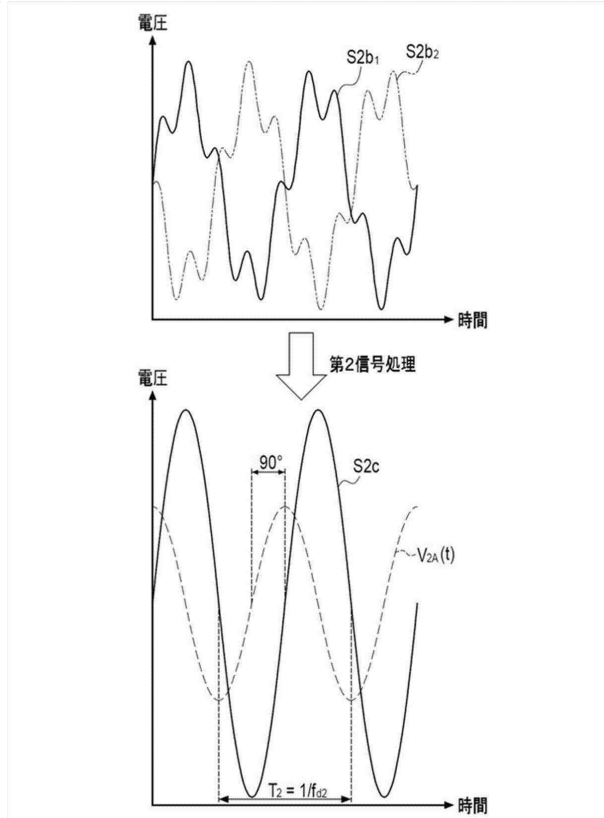 電圧
S2b₁
S2b₂
時間
第2信号処理
電圧
90°
S2c
V₂A(t)
T₂ = 1/fd2
時間